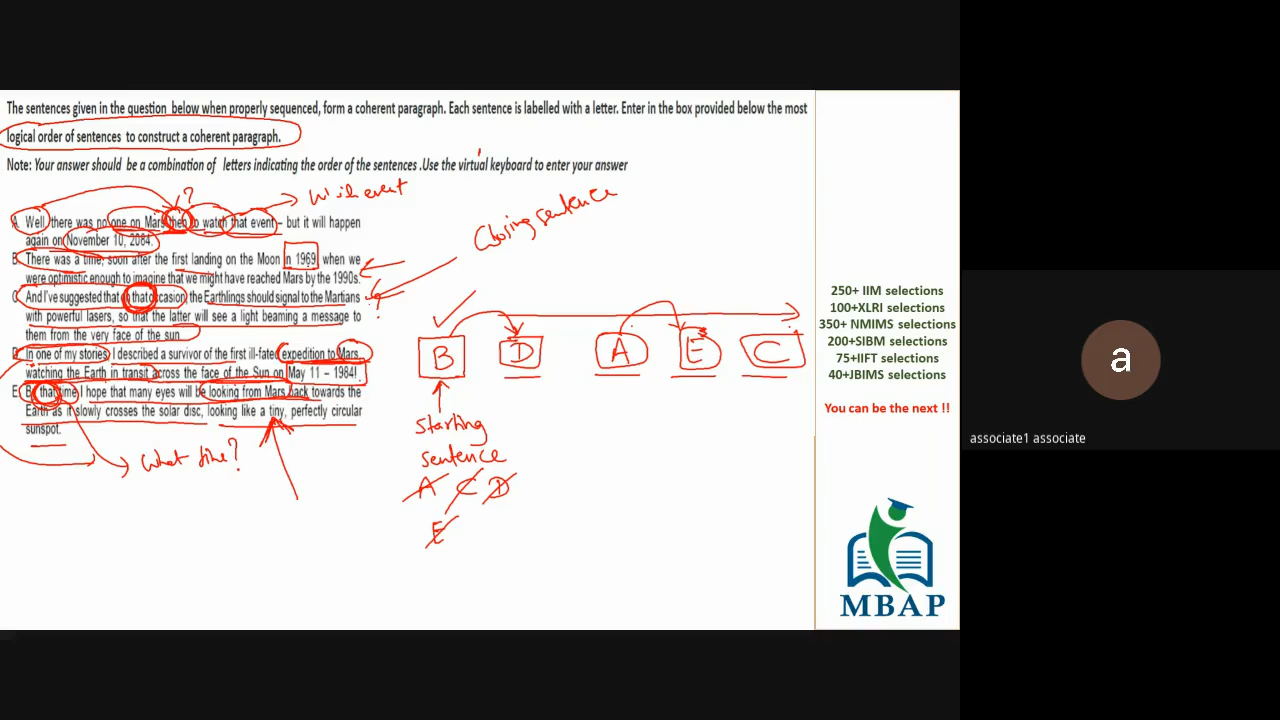 The sentences given in the question below when properly sequenced, form a coherent paragraph. Each sentence is labelled with a letter. Enter in the box provided below the most
logical order of sentences to construct a coherent paragraph.
Note: Your answer should be a combination of letters indicating the order of the sentences .Use the virtual keyboard to enter your answer
?
event
Closing sentence
A. Well there was no one on Mars then to watch that event – but it will happen
again on November 10, 2084.
B. There was a time, soon after the first landing on the Moon in 1969, when we
were optimistic enough to imagine that we might have reached Mars by the 1990s.
C. And I've suggested that on that occasion, the Earthlings should signal to the Martians
with powerful lasers, so that the latter will see a light beaming a message to
them from the very face of the sun
?
D. In one of my stories I described a survivor of the first ill-fated expedition to Mars
watching the Earth in transit across the face of the Sun on May 11 – 1984!
E. By that time I hope that many eyes will be looking from Mars back towards the
Earth as it slowly crosses the solar disc, looking like a tiny, perfectly circular
sunspot.
What time?
B D A E C
Starting
sentence
A C D
E
250+ IIM selections
100+XLRI selections
350+ NMIMS selections
200+SIBM selections
75+IIFT selections
40+JBIMS selections
You can be the next !!
MBAP
a
associate1 associate